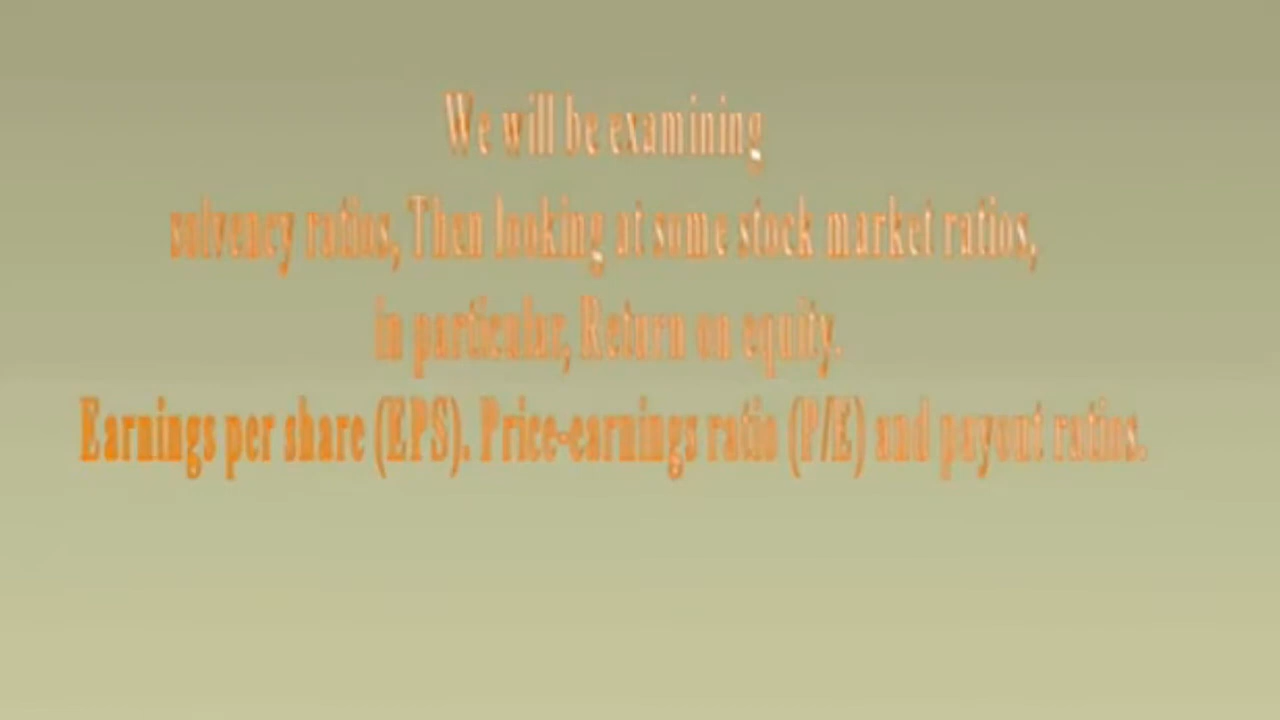 We will be examining
solvency ratios, Then looking at some stock market ratios,
in particular, Return on equity.
Earnings per share (EPS). Price-earnings ratio (P/E) and payout ratios.